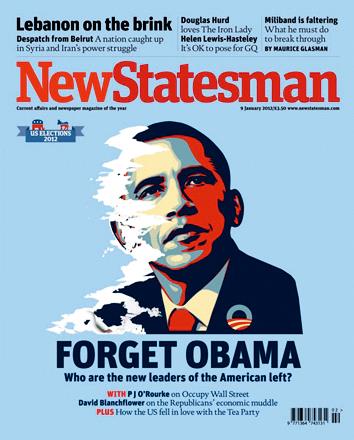 Lebanon on the brink
Despatch from Beirut A nation caught up
in Syria and Iran's power struggle
Douglas Hurd
loves The Iron Lady
Helen Lewis-Hasteley
It's OK to pose for GQ
Miliband is faltering
What he must do
to break through
BY MAURICE GLASMAN
NewStatesman
Current affairs and newspaper magazine of the year
9 January 2012/£3.50 www.newstatesman.com
US ELECTIONS
2012
FORGET OBAMA
Who are the new leaders of the American left?
WITH P J O'Rourke on Occupy Wall Street
David Blanchflower on the Republicans' economic muddle
PLUS How the US fell in love with the Tea Party
02
9 771364 743131